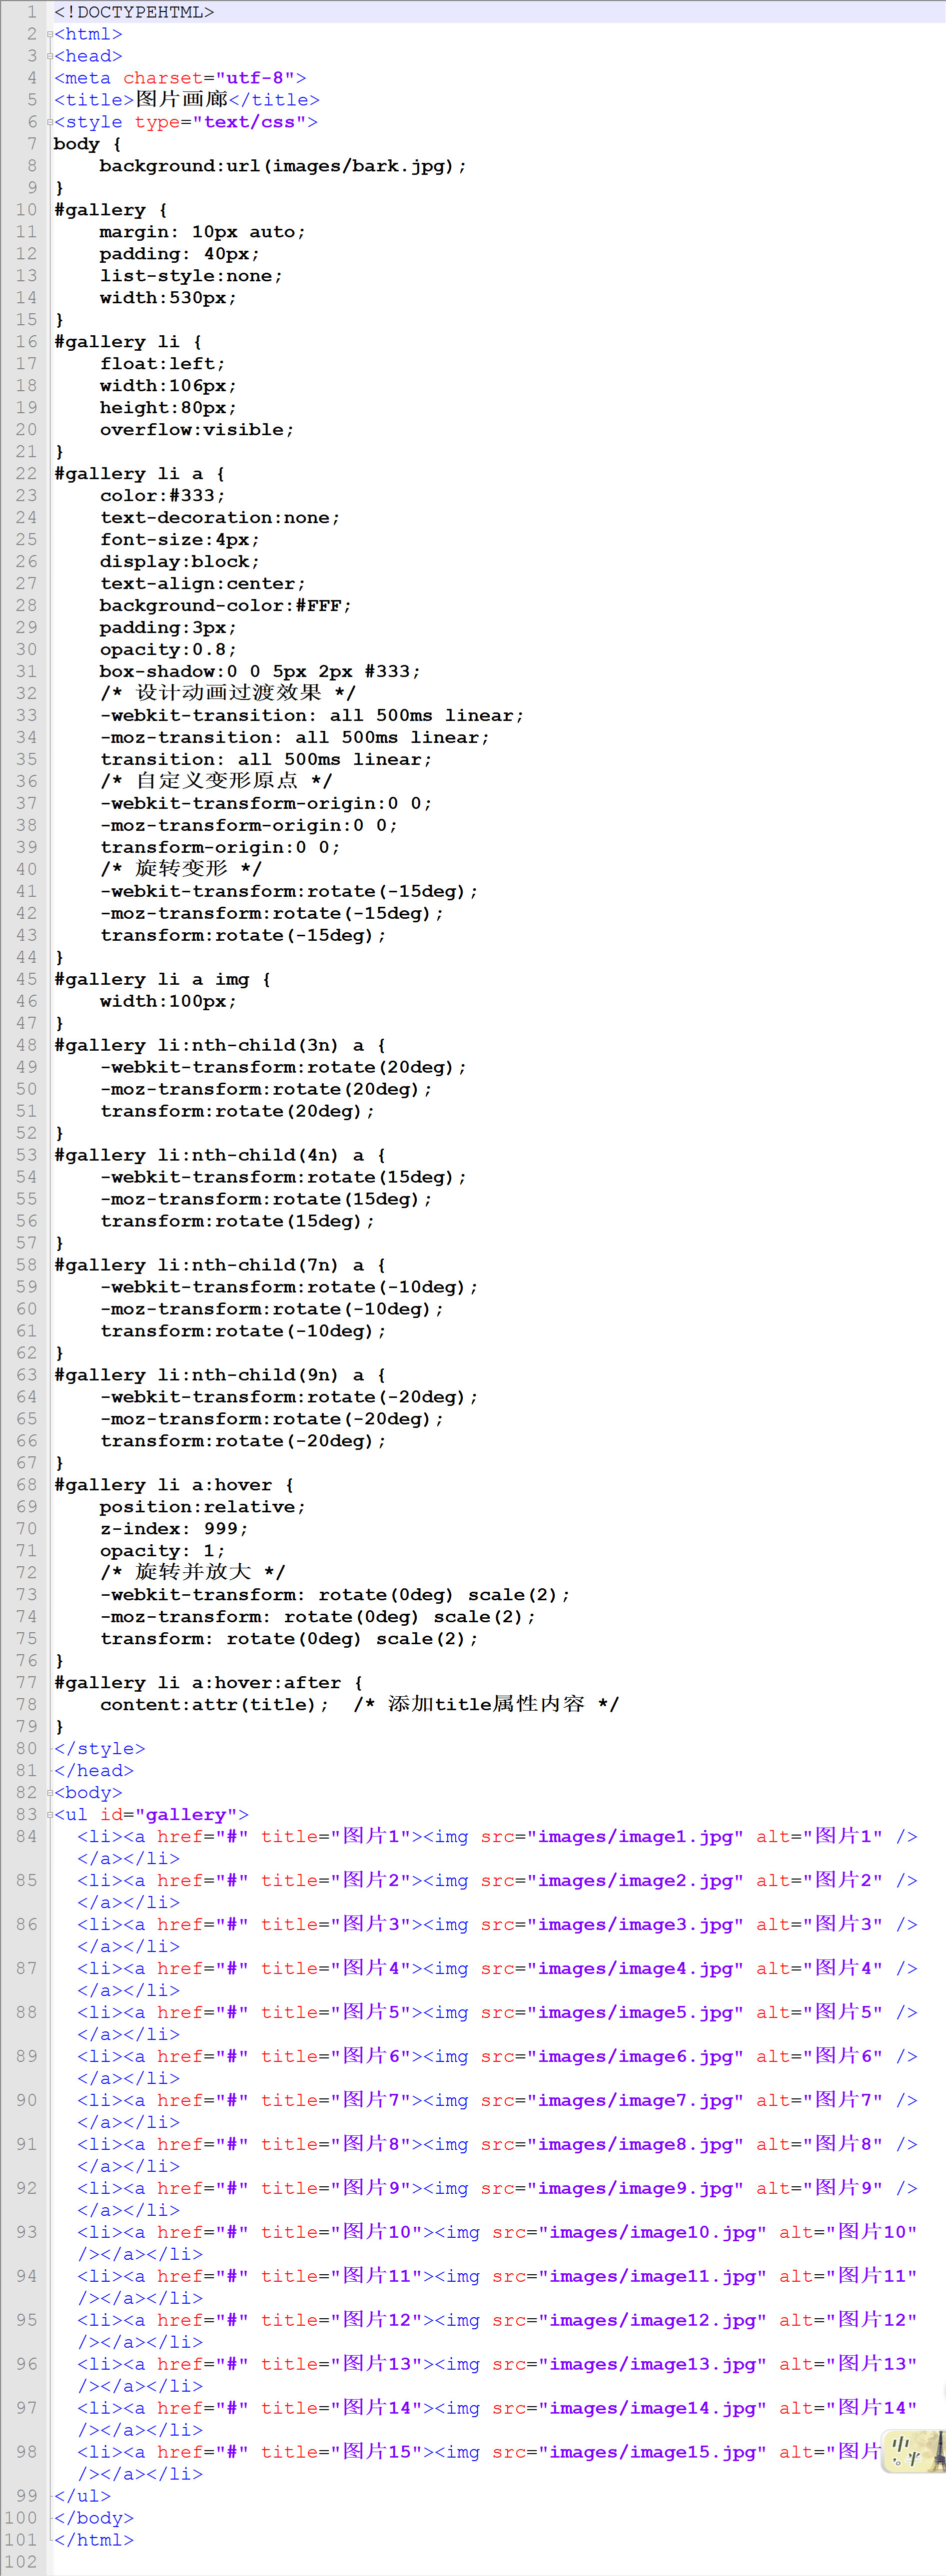 1 <!DOCTYPEHTML>
2 <html>
3 <head>
4 <meta charset="utf-8">
5 <title>图片画廊</title>
6 <style type="text/css">
7 body {
8     background:url(images/bark.jpg);
9 }
10 #gallery {
11     margin: 10px auto;
12     padding: 40px;
13     list-style:none;
14     width:530px;
15 }
16 #gallery li {
17     float:left;
18     width:106px;
19     height:80px;
20     overflow:visible;
21 }
22 #gallery li a {
23     color:#333;
24     text-decoration:none;
25     font-size:4px;
26     display:block;
27     text-align:center;
28     background-color:#FFF;
29     padding:3px;
30     opacity:0.8;
31     box-shadow:0 0 5px 2px #333;
32     /* 设计动画过渡效果 */
33     -webkit-transition: all 500ms linear;
34     -moz-transition: all 500ms linear;
35     transition: all 500ms linear;
36     /* 自定义变形原点 */
37     -webkit-transform-origin:0 0;
38     -moz-transform-origin:0 0;
39     transform-origin:0 0;
40     /* 旋转变形 */
41     -webkit-transform:rotate(-15deg);
42     -moz-transform:rotate(-15deg);
43     transform:rotate(-15deg);
44 }
45 #gallery li a img {
46     width:100px;
47 }
48 #gallery li:nth-child(3n) a {
49     -webkit-transform:rotate(20deg);
50     -moz-transform:rotate(20deg);
51     transform:rotate(20deg);
52 }
53 #gallery li:nth-child(4n) a {
54     -webkit-transform:rotate(15deg);
55     -moz-transform:rotate(15deg);
56     transform:rotate(15deg);
57 }
58 #gallery li:nth-child(7n) a {
59     -webkit-transform:rotate(-10deg);
60     -moz-transform:rotate(-10deg);
61     transform:rotate(-10deg);
62 }
63 #gallery li:nth-child(9n) a {
64     -webkit-transform:rotate(-20deg);
65     -moz-transform:rotate(-20deg);
66     transform:rotate(-20deg);
67 }
68 #gallery li a:hover {
69     position:relative;
70     z-index: 999;
71     opacity: 1;
72     /* 旋转并放大 */
73     -webkit-transform: rotate(0deg) scale(2);
74     -moz-transform: rotate(0deg) scale(2);
75     transform: rotate(0deg) scale(2);
76 }
77 #gallery li a:hover:after {
78     content:attr(title);  /* 添加title属性内容 */
79 }
80 </style>
81 </head>
82 <body>
83 <ul id="gallery">
84   <li><a href="#" title="图片1"><img src="images/image1.jpg" alt="图片1" />
</a></li>
85   <li><a href="#" title="图片2"><img src="images/image2.jpg" alt="图片2" />
</a></li>
86   <li><a href="#" title="图片3"><img src="images/image3.jpg" alt="图片3" />
</a></li>
87   <li><a href="#" title="图片4"><img src="images/image4.jpg" alt="图片4" />
</a></li>
88   <li><a href="#" title="图片5"><img src="images/image5.jpg" alt="图片5" />
</a></li>
89   <li><a href="#" title="图片6"><img src="images/image6.jpg" alt="图片6" />
</a></li>
90   <li><a href="#" title="图片7"><img src="images/image7.jpg" alt="图片7" />
</a></li>
91   <li><a href="#" title="图片8"><img src="images/image8.jpg" alt="图片8" />
</a></li>
92   <li><a href="#" title="图片9"><img src="images/image9.jpg" alt="图片9" />
</a></li>
93   <li><a href="#" title="图片10"><img src="images/image10.jpg" alt="图片10"
/></a></li>
94   <li><a href="#" title="图片11"><img src="images/image11.jpg" alt="图片11"
/></a></li>
95   <li><a href="#" title="图片12"><img src="images/image12.jpg" alt="图片12"
/></a></li>
96   <li><a href="#" title="图片13"><img src="images/image13.jpg" alt="图片13"
/></a></li>
97   <li><a href="#" title="图片14"><img src="images/image14.jpg" alt="图片14"
/></a></li>
98   <li><a href="#" title="图片15"><img src="images/image15.jpg" alt="图片
/></a></li>
99 </ul>
100 </body>
101 </html>
102